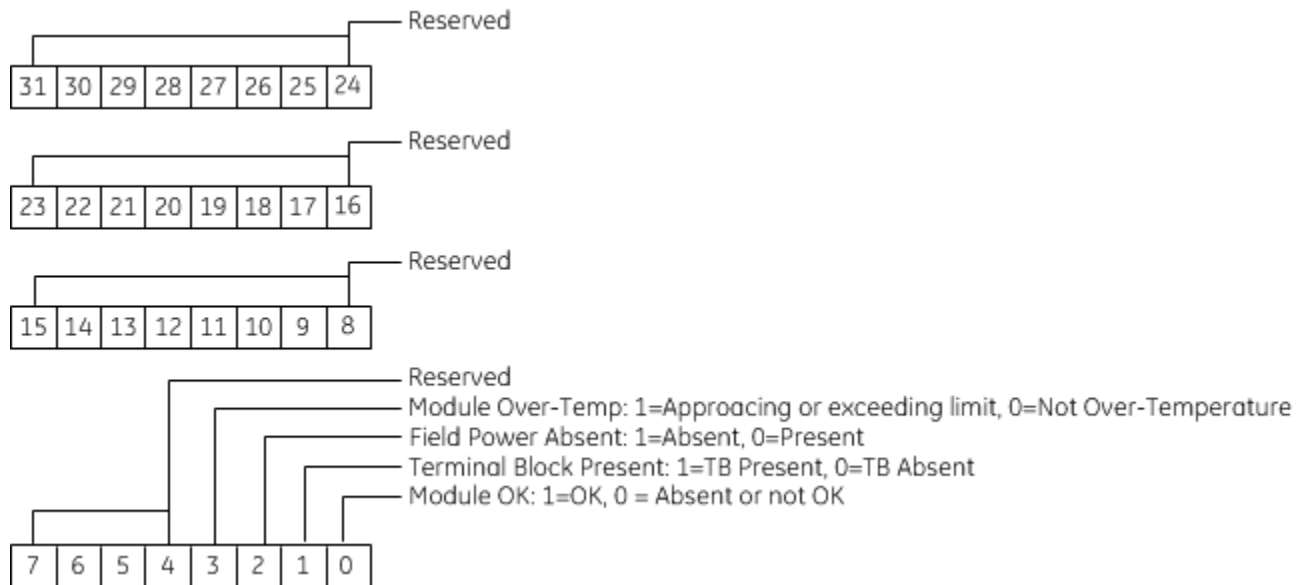 Reserved
31 30 29 28 27 26 25 24
Reserved
23 22 21 20 19 18 17 16
Reserved
15 14 13 12 11 10 9 8
Reserved
Module Over-Temp: 1=Approacing or exceeding limit, 0=Not Over-Temperature
Field Power Absent: 1=Absent, 0=Present
Terminal Block Present: 1=TB Present, 0=TB Absent
Module OK: 1=OK, 0 = Absent or not OK
7 6 5 4 3 2 1 0